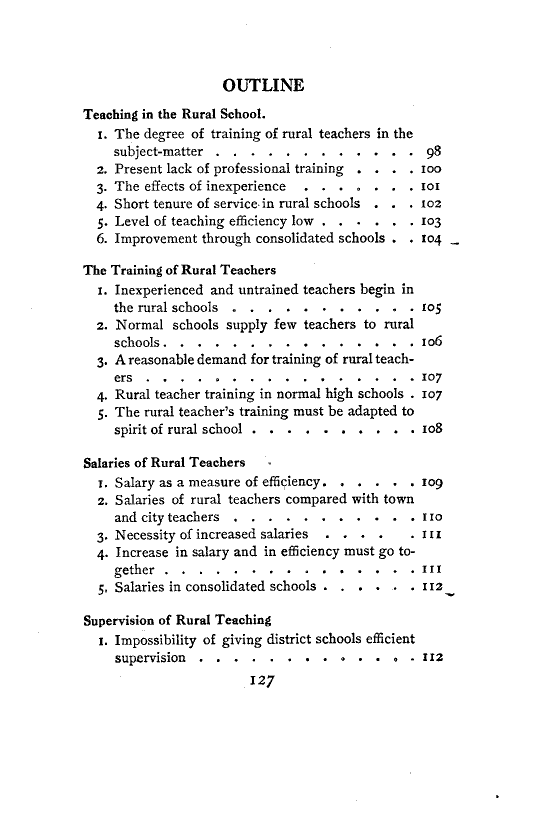 OUTLINE
Teaching in the Rural School.
1. The degree of training of rural teachers in the
subject-matter . . . . . . . . . . . . 98
2. Present lack of professional training . . . . 100
3. The effects of inexperience . . . . . . . 101
4. Short tenure of service in rural schools . . . 102
5. Level of teaching efficiency low . . . . . . 103
6. Improvement through consolidated schools . . 104
The Training of Rural Teachers
1. Inexperienced and untrained teachers begin in
the rural schools . . . . . . . . . . . 105
2. Normal schools supply few teachers to rural
schools . . . . . . . . . . . . . . . 106
3. A reasonable demand for training of rural teach-
ers . . . . . . . . . . . . . . . . 107
4. Rural teacher training in normal high schools . 107
5. The rural teacher's training must be adapted to
spirit of rural school . . . . . . . . . . 108
Salaries of Rural Teachers
1. Salary as a measure of efficiency . . . . . . 109
2. Salaries of rural teachers compared with town
and city teachers . . . . . . . . . . . 110
3. Necessity of increased salaries . . . . . 111
4. Increase in salary and in efficiency must go to-
gether . . . . . . . . . . . . . . . 111
5. Salaries in consolidated schools . . . . . . 112
Supervision of Rural Teaching
1. Impossibility of giving district schools efficient
supervision . . . . . . . . . . . . . 112
127